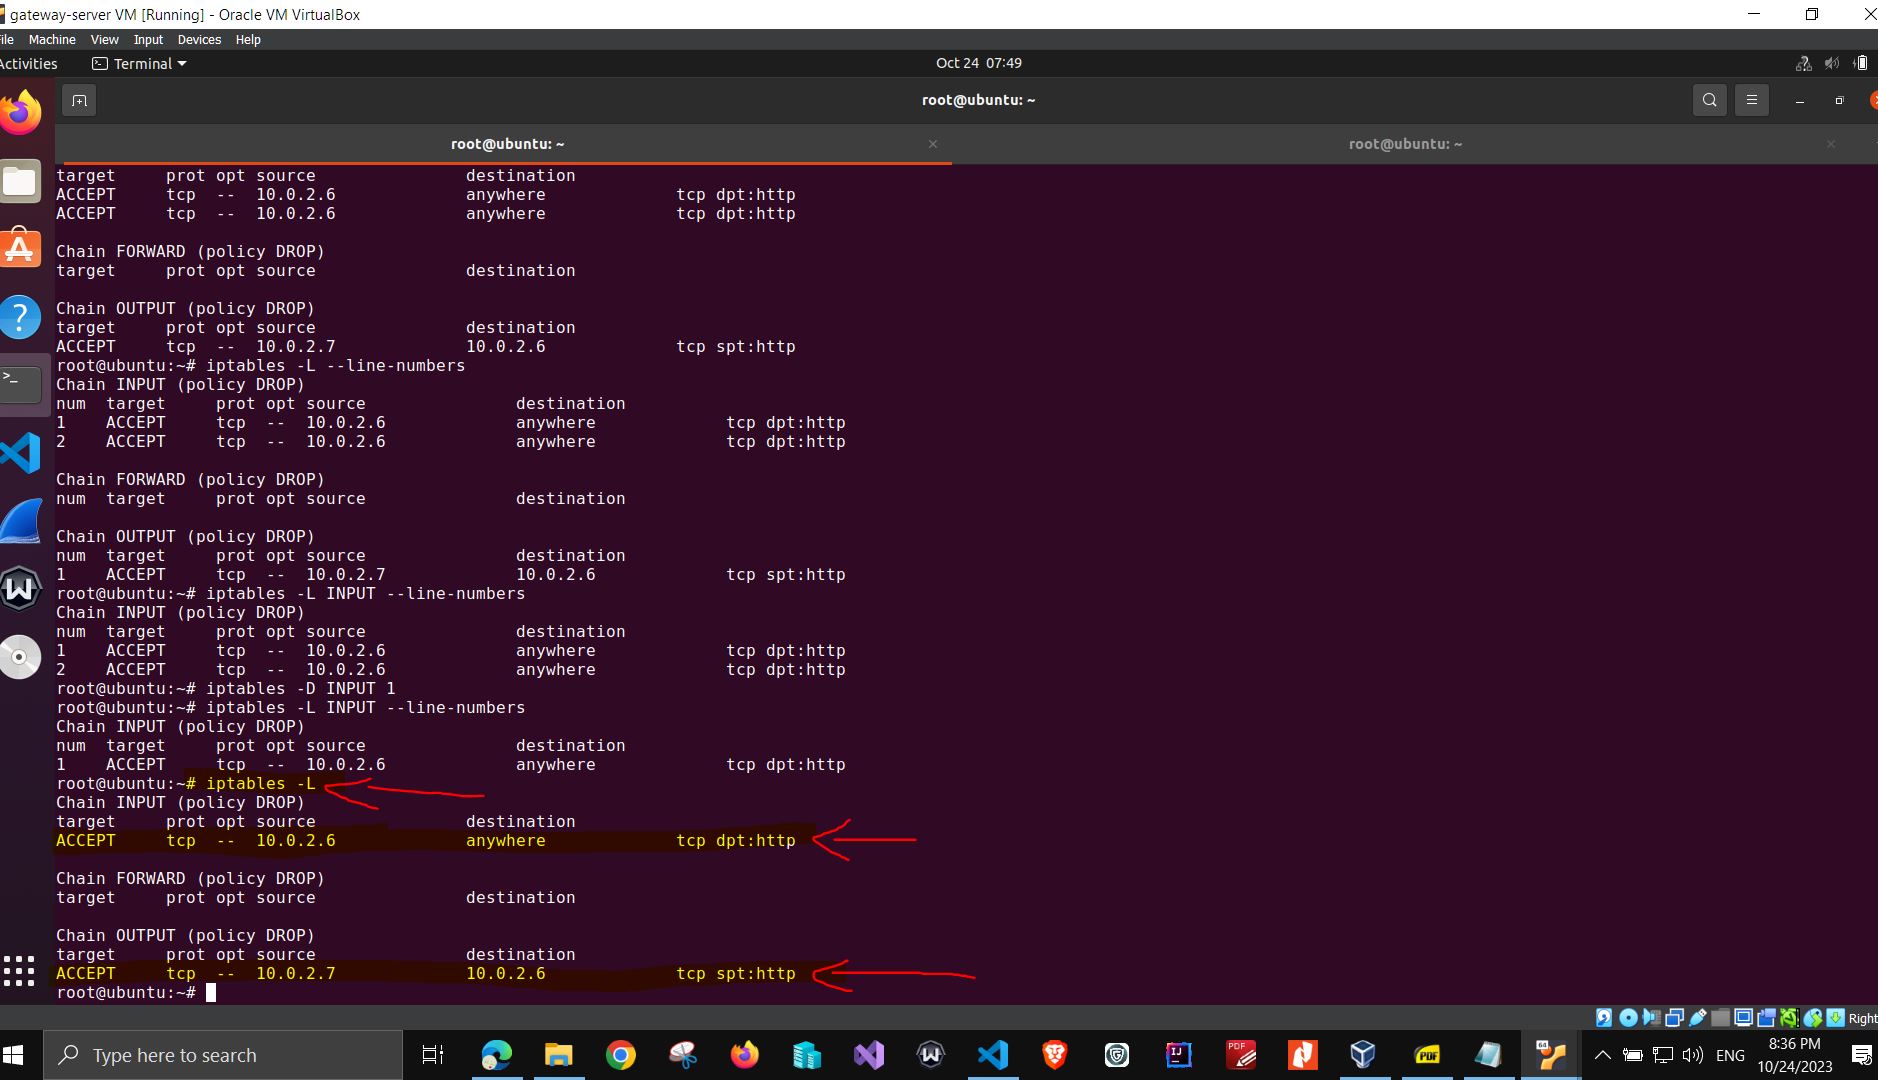 gateway-server VM [Running] - Oracle VM VirtualBox
ile Machine View Input Devices Help
Activities Terminal Oct 24 07:49
root@ubuntu: ~
root@ubuntu: ~ root@ubuntu: ~
target prot opt source destination
ACCEPT tcp -- 10.0.2.6 anywhere tcp dpt:http
ACCEPT tcp -- 10.0.2.6 anywhere tcp dpt:http
Chain FORWARD (policy DROP)
target prot opt source destination
Chain OUTPUT (policy DROP)
target prot opt source destination
ACCEPT tcp -- 10.0.2.7 10.0.2.6 tcp spt:http
root@ubuntu:~# iptables -L --line-numbers
Chain INPUT (policy DROP)
num target prot opt source destination
1 ACCEPT tcp -- 10.0.2.6 anywhere tcp dpt:http
2 ACCEPT tcp -- 10.0.2.6 anywhere tcp dpt:http
Chain FORWARD (policy DROP)
num target prot opt source destination
Chain OUTPUT (policy DROP)
num target prot opt source destination
1 ACCEPT tcp -- 10.0.2.7 10.0.2.6 tcp spt:http
root@ubuntu:~# iptables -L INPUT --line-numbers
Chain INPUT (policy DROP)
num target prot opt source destination
1 ACCEPT tcp -- 10.0.2.6 anywhere tcp dpt:http
2 ACCEPT tcp -- 10.0.2.6 anywhere tcp dpt:http
root@ubuntu:~# iptables -D INPUT 1
root@ubuntu:~# iptables -L INPUT --line-numbers
Chain INPUT (policy DROP)
num target prot opt source destination
1 ACCEPT tcp -- 10.0.2.6 anywhere tcp dpt:http
root@ubuntu:~# iptables -L
Chain INPUT (policy DROP)
target prot opt source destination
ACCEPT tcp -- 10.0.2.6 anywhere tcp dpt:http
Chain FORWARD (policy DROP)
target prot opt source destination
Chain OUTPUT (policy DROP)
target prot opt source destination
ACCEPT tcp -- 10.0.2.7 10.0.2.6 tcp spt:http
root@ubuntu:~#
Right
Type here to search
PDF
PDF
64
ENG
8:36 PM
10/24/2023